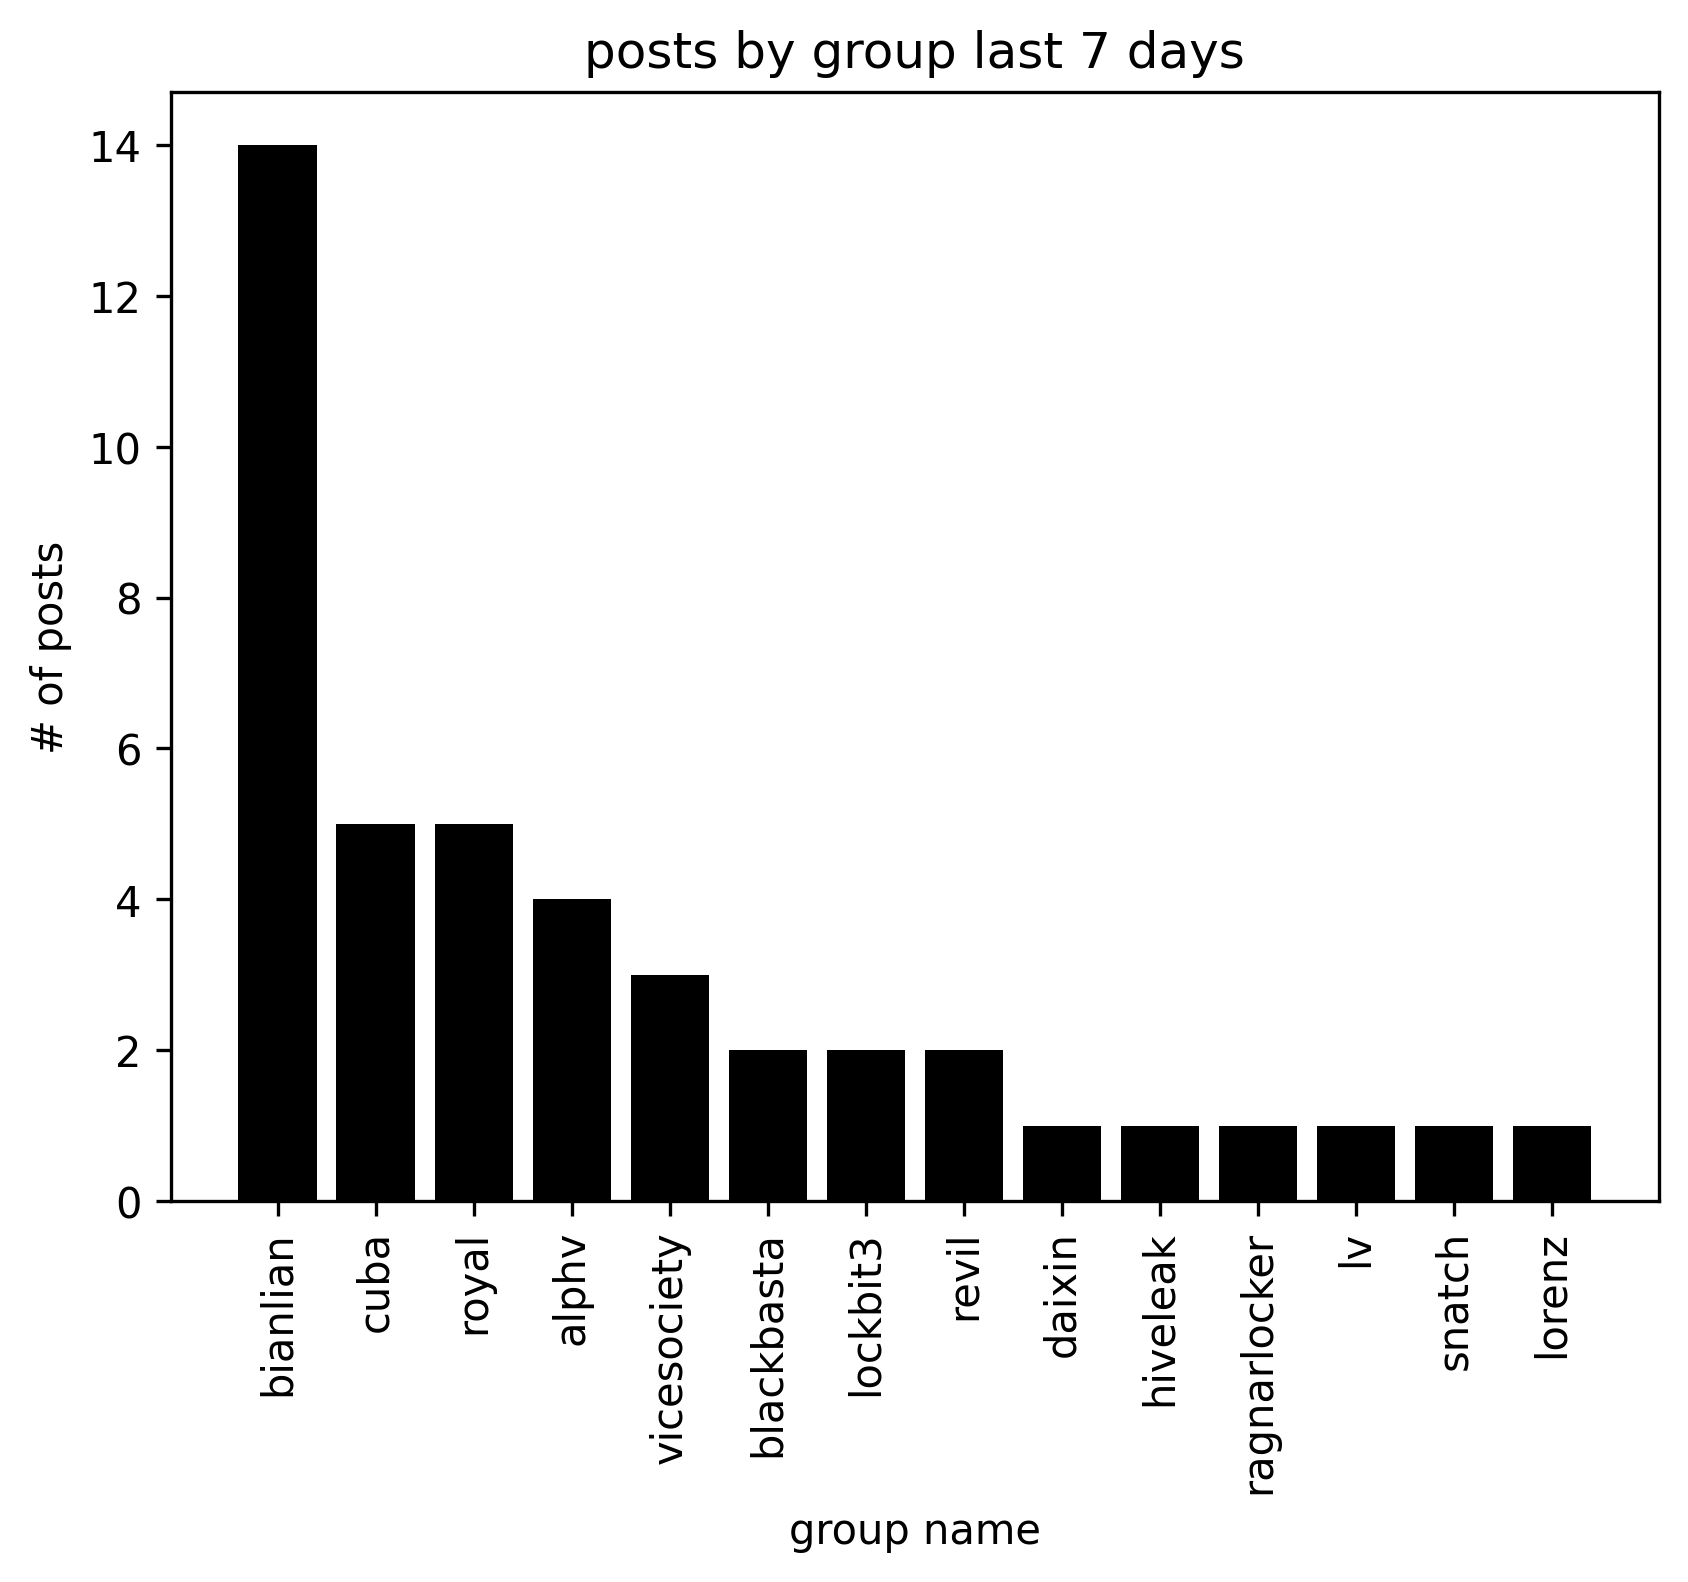 posts by group last 7 days
14
12
10
8
6
4
2
0
# of posts
bianlian
cuba
royal
alphv
vicesociety
blackbasta
lockbit3
revil
daixin
hiveleak
ragnarlocker
lv
snatch
lorenz
group name